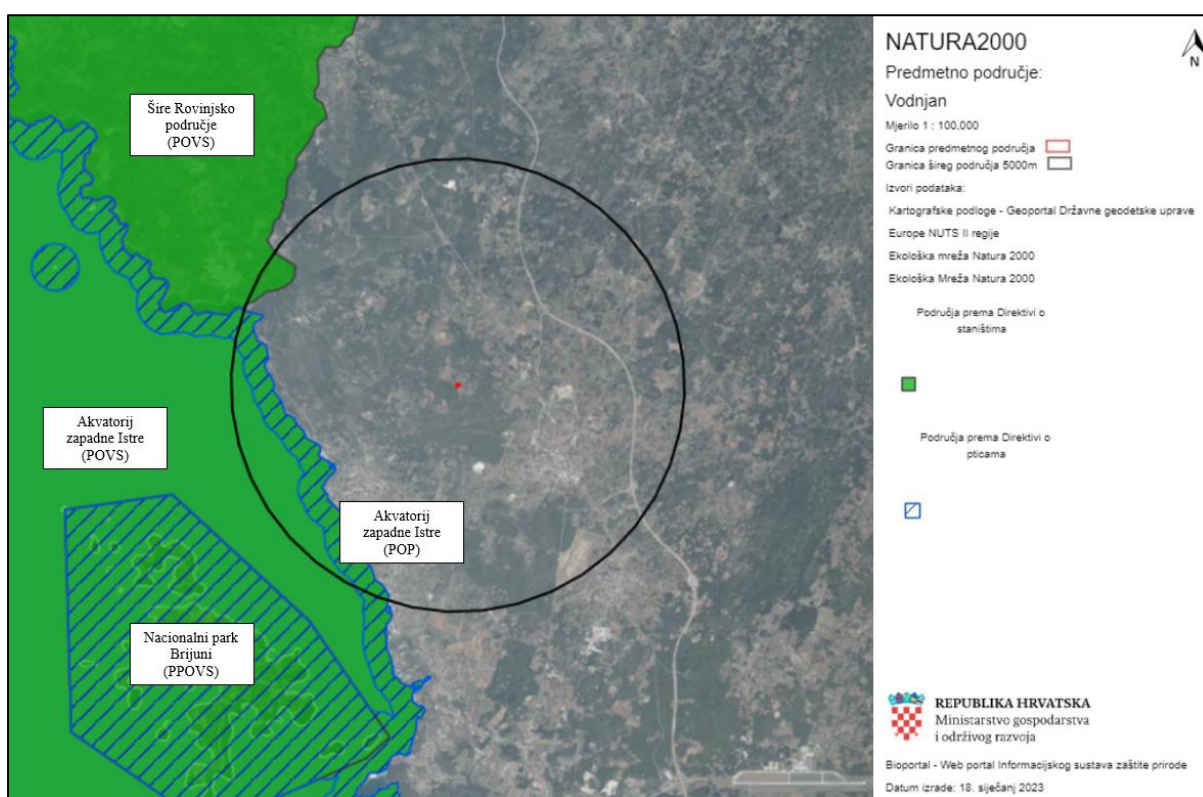 Šire Rovinjsko
područje
(POVS)
Akvatorij
zapadne Istre
(POVS)
Akvatorij
zapadne Istre
(POP)
Nacionalni park
Brijuni
(PPOVS)
NATURA2000
N
Predmetno područje:
Vodnjan
Mjerilo 1 : 100,000
Granica predmetnog područja
Granica šireg područja 5000m
Izvori podataka:
Kartografske podloge - Geoportal Državne geodetske uprave
Europe NUTS II regije
Ekološka mreža Natura 2000
Ekološka Mreža Natura 2000
Područja prema Direktivi o
staništima
Područja prema Direktivi o
pticama
REPUBLIKA HRVATSKA
Ministarstvo gospodarstva
i održivog razvoja
Bioportal - Web portal Informacijskog sustava zaštite prirode
Datum izrade: 18. siječanj 2023